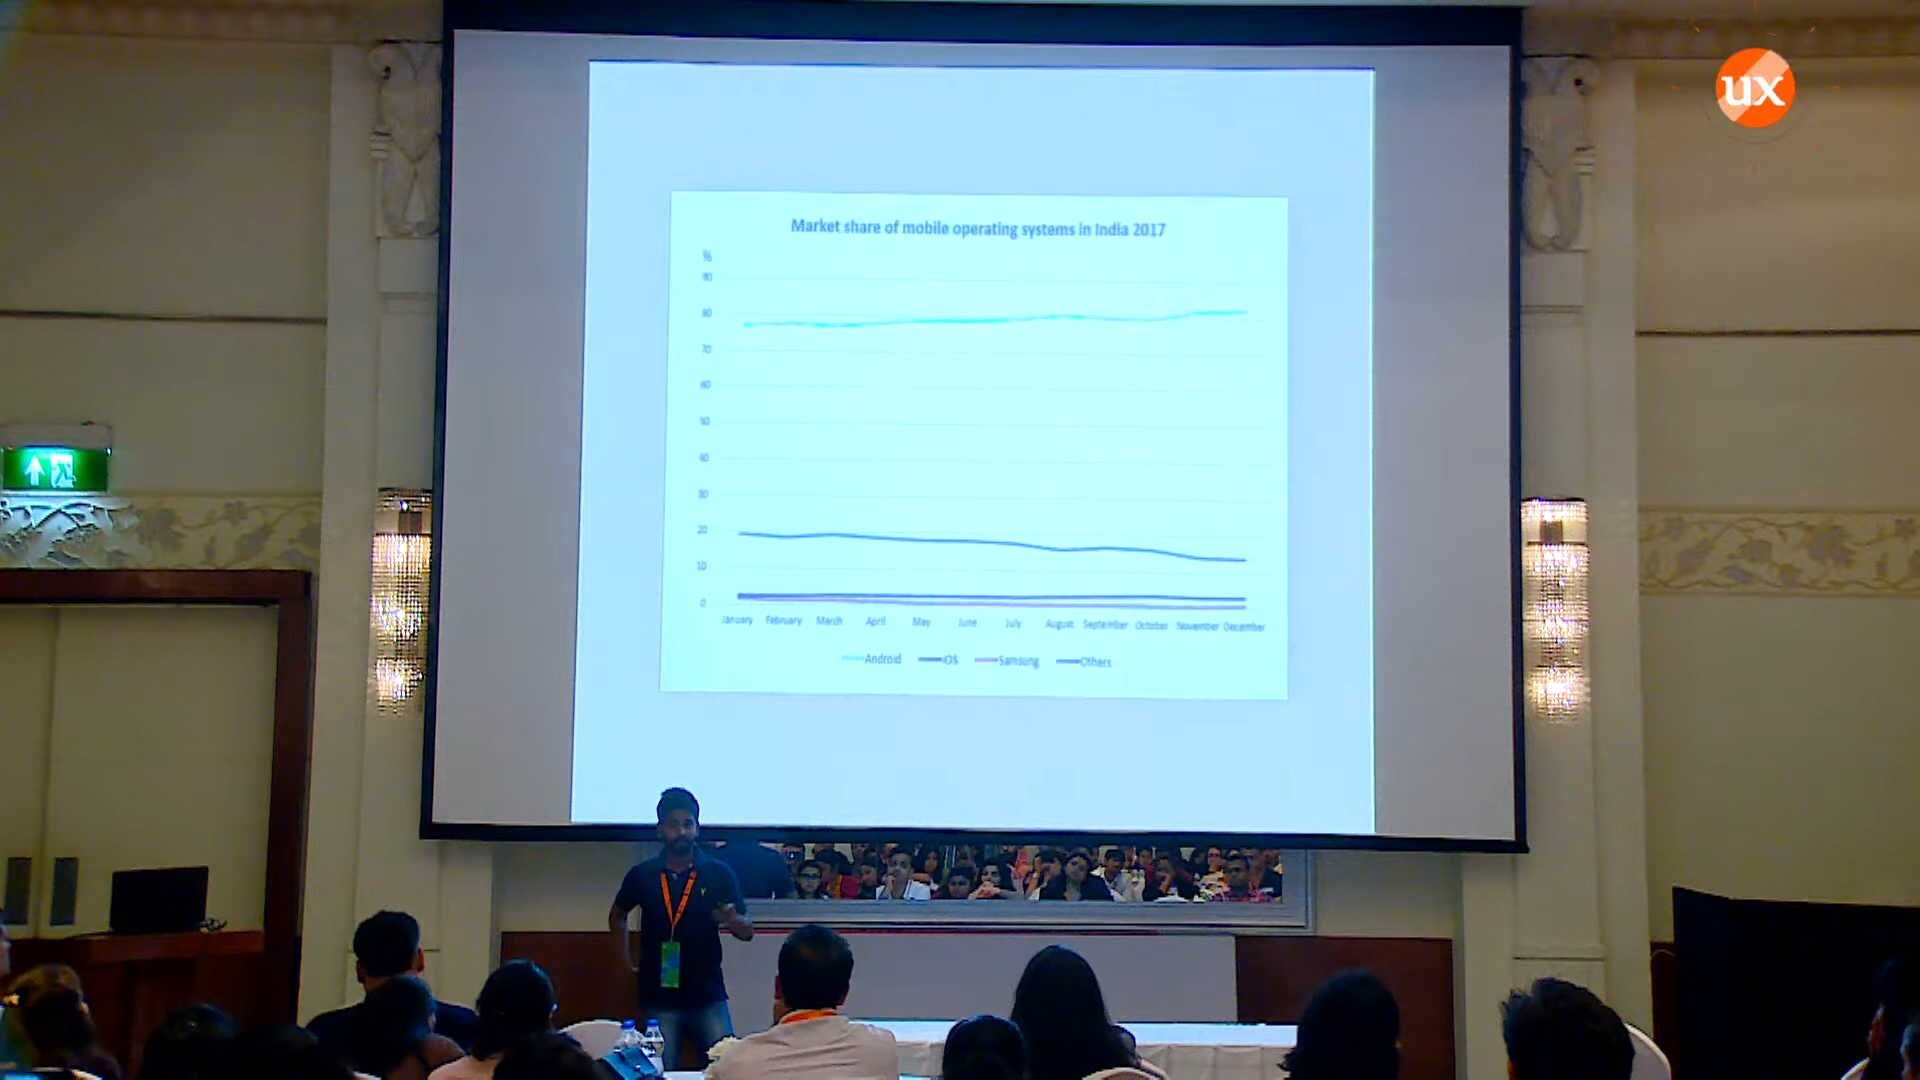 ux
Market share of mobile operating systems in India 2017
%
90
80
70
60
50
40
30
20
10
0
January February March April May June July August September October November December
Android iOS Samsung Others